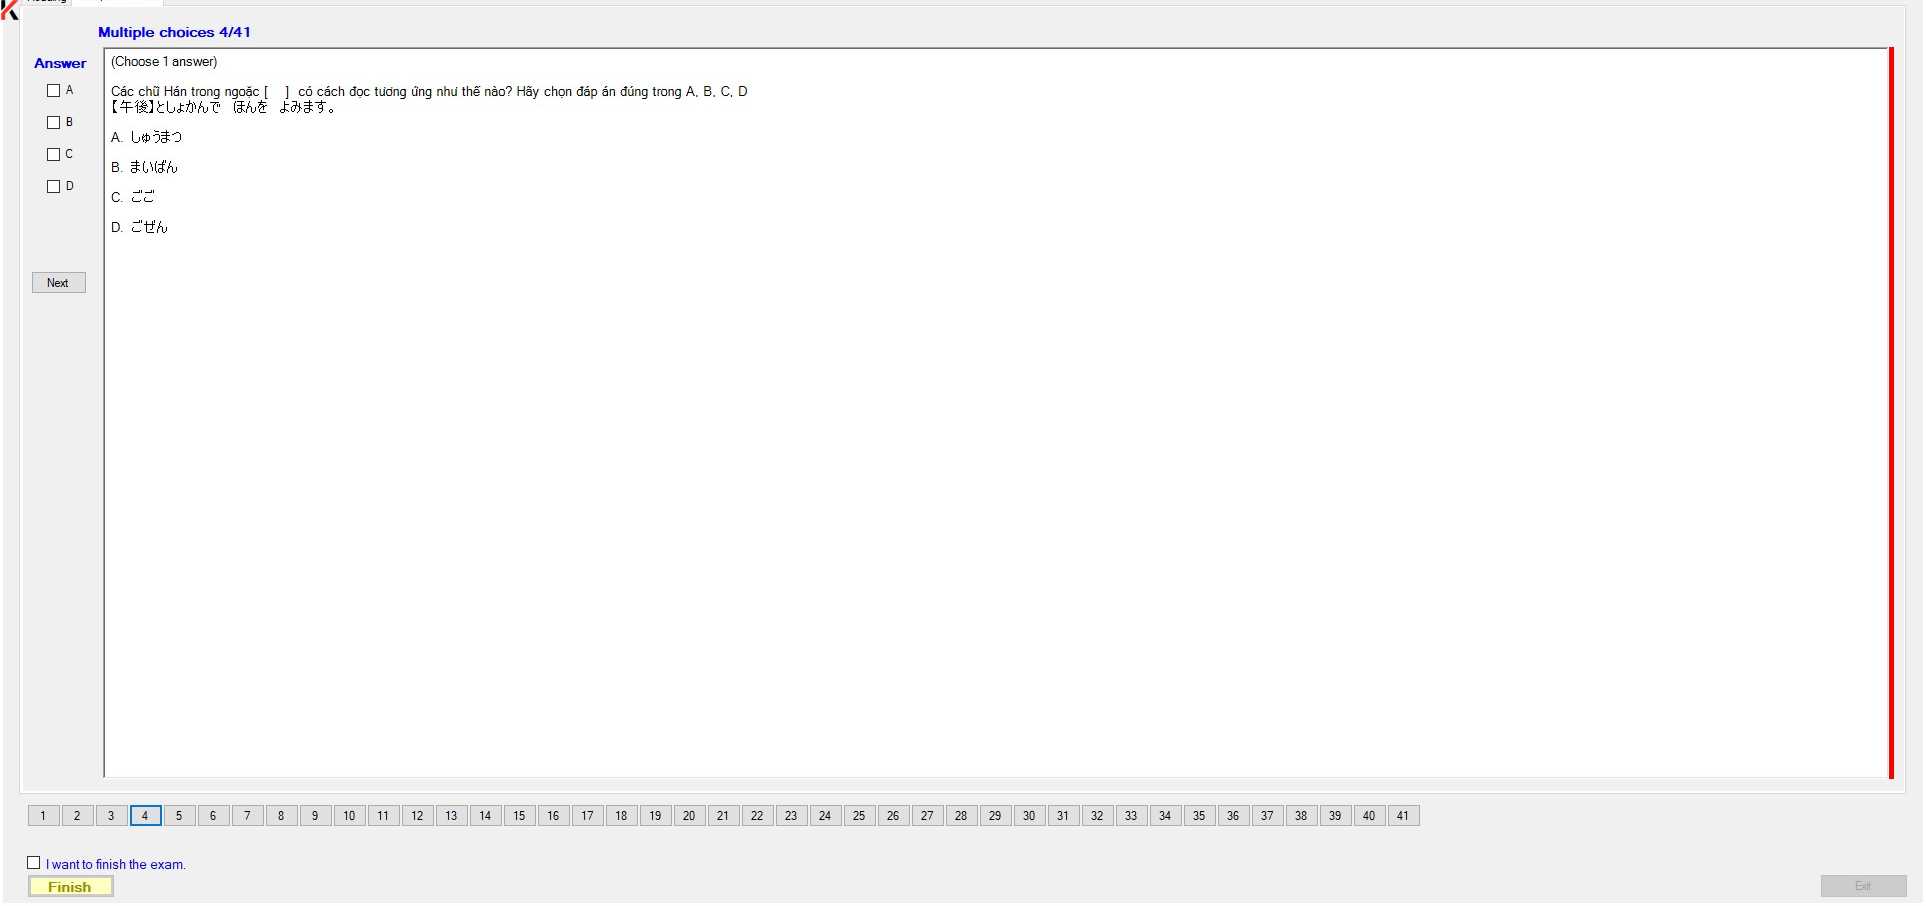 Multiple choices 4/41
Answer
(Choose 1 answer)
A
Các chữ Hán trong ngoặc [    ]  có cách đọc tương ứng như thế nào? Hãy chọn đáp án đúng trong A, B, C, D
【午後】としょかんで　ほんを　よみます。
B
A. しゅうまつ
C
B. まいばん
D
C. ごご
D. ごぜん
Next
1 2 3 4 5 6 7 8 9 10 11 12 13 14 15 16 17 18 19 20 21 22 23 24 25 26 27 28 29 30 31 32 33 34 35 36 37 38 39 40 41
I want to finish the exam.
Finish
Exit